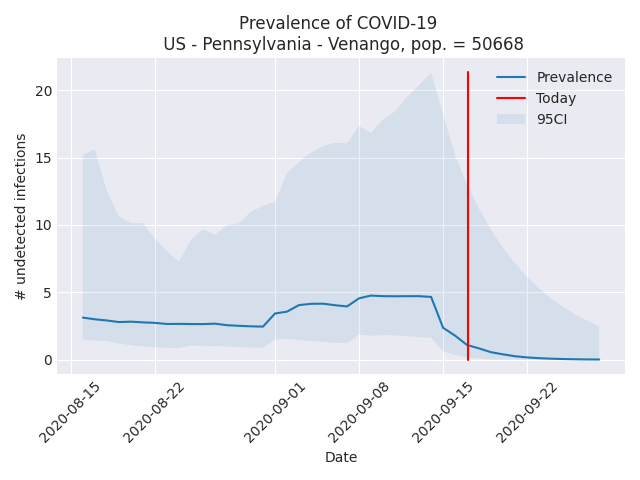 Prevalence of COVID-19
US - Pennsylvania - Venango, pop. = 50668
Prevalence
Today
95CI
# undetected infections
20
15
10
5
0
2020-08-15
2020-08-22
2020-09-01
2020-09-08
2020-09-15
2020-09-22
Date